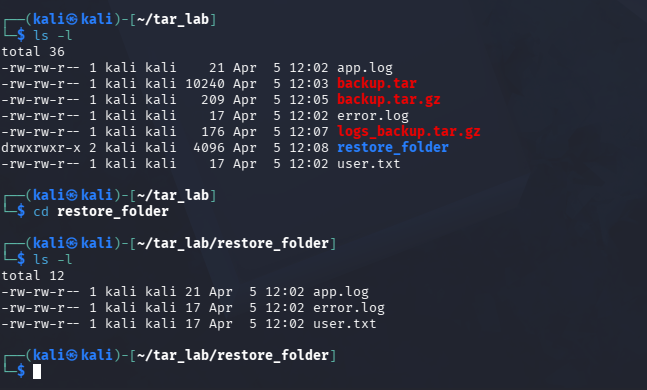 ┌──(kali㉿kali)-[~/tar_lab]
└─$ ls -l
total 36
-rw-rw-r-- 1 kali kali    21 Apr  5 12:02 app.log
-rw-rw-r-- 1 kali kali 10240 Apr  5 12:03 backup.tar
-rw-rw-r-- 1 kali kali   209 Apr  5 12:05 backup.tar.gz
-rw-rw-r-- 1 kali kali    17 Apr  5 12:02 error.log
-rw-rw-r-- 1 kali kali   176 Apr  5 12:07 logs_backup.tar.gz
drwxrwxr-x 2 kali kali  4096 Apr  5 12:08 restore_folder
-rw-rw-r-- 1 kali kali    17 Apr  5 12:02 user.txt
┌──(kali㉿kali)-[~/tar_lab]
└─$ cd restore_folder
┌──(kali㉿kali)-[~/tar_lab/restore_folder]
└─$ ls -l
total 12
-rw-rw-r-- 1 kali kali 21 Apr  5 12:02 app.log
-rw-rw-r-- 1 kali kali 17 Apr  5 12:02 error.log
-rw-rw-r-- 1 kali kali 17 Apr  5 12:02 user.txt
┌──(kali㉿kali)-[~/tar_lab/restore_folder]
└─$